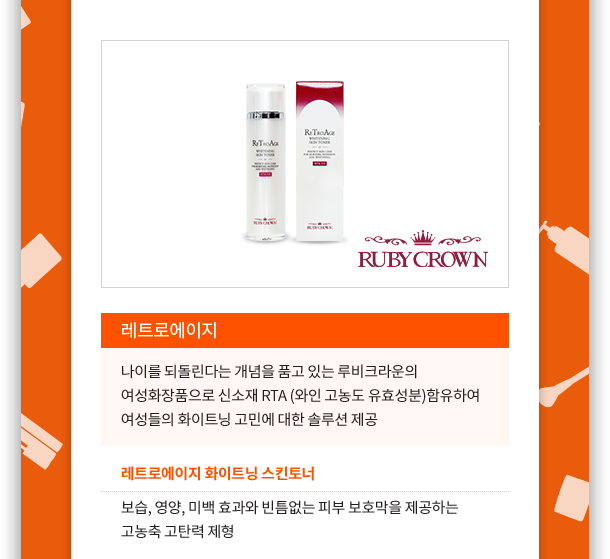 ReTroAge
WHITENING
SKIN TONER
RUBY CROWN
ReTroAge
WHITENING
SKIN TONER
RUBY CROWN
RUBY CROWN
레트로에이지
나이를 되돌린다는 개념을 품고 있는 루비크라운의
여성화장품으로 신소재 RTA (와인 고농도 유효성분)함유하여
여성들의 화이트닝 고민에 대한 솔루션 제공
레트로에이지 화이트닝 스킨토너
보습, 영양, 미백 효과와 빈틈없는 피부 보호막을 제공하는
고농축 고탄력 제형